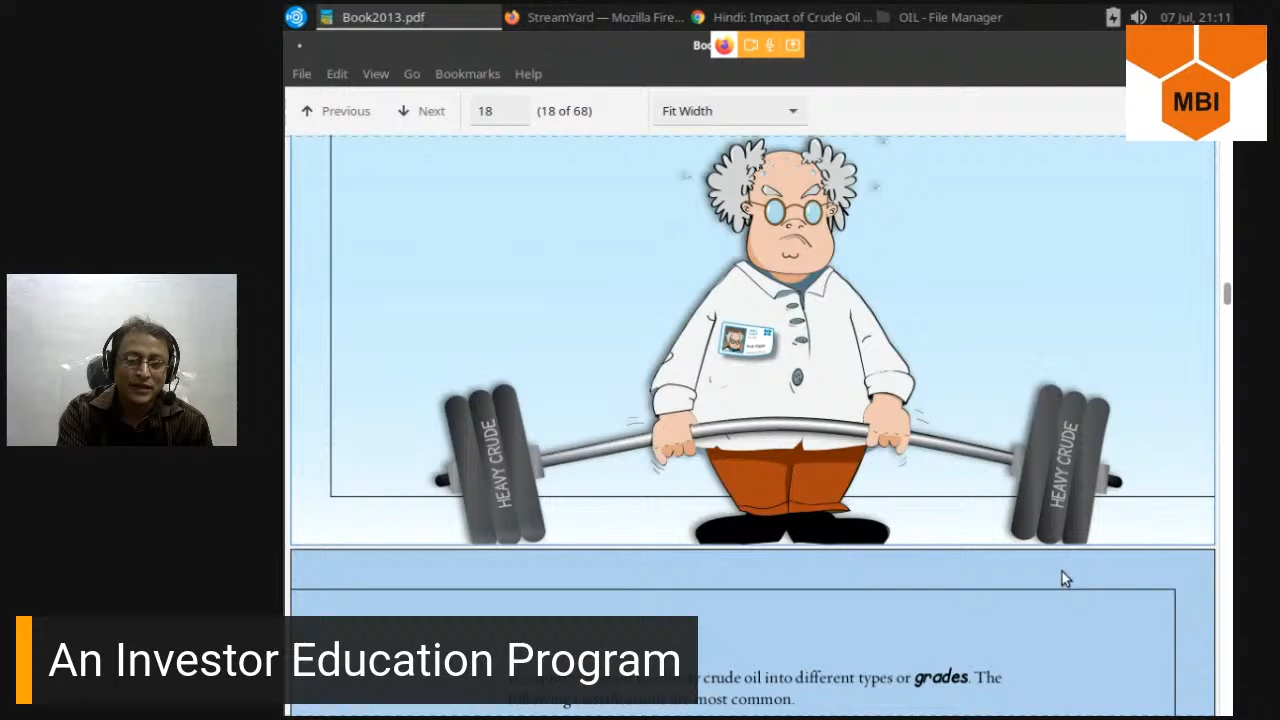 Book2013.pdf
StreamYard — Mozilla Fire...
Hindi: Impact of Crude Oil ...
OIL - File Manager
07 Jul, 21:11
File Edit View Go Bookmarks Help
Previous Next 18 (18 of 68) Fit Width
MBI
HEAVY CRUDE
HEAVY CRUDE
crude oil into different types or grades. The
most common.
An Investor Education Program